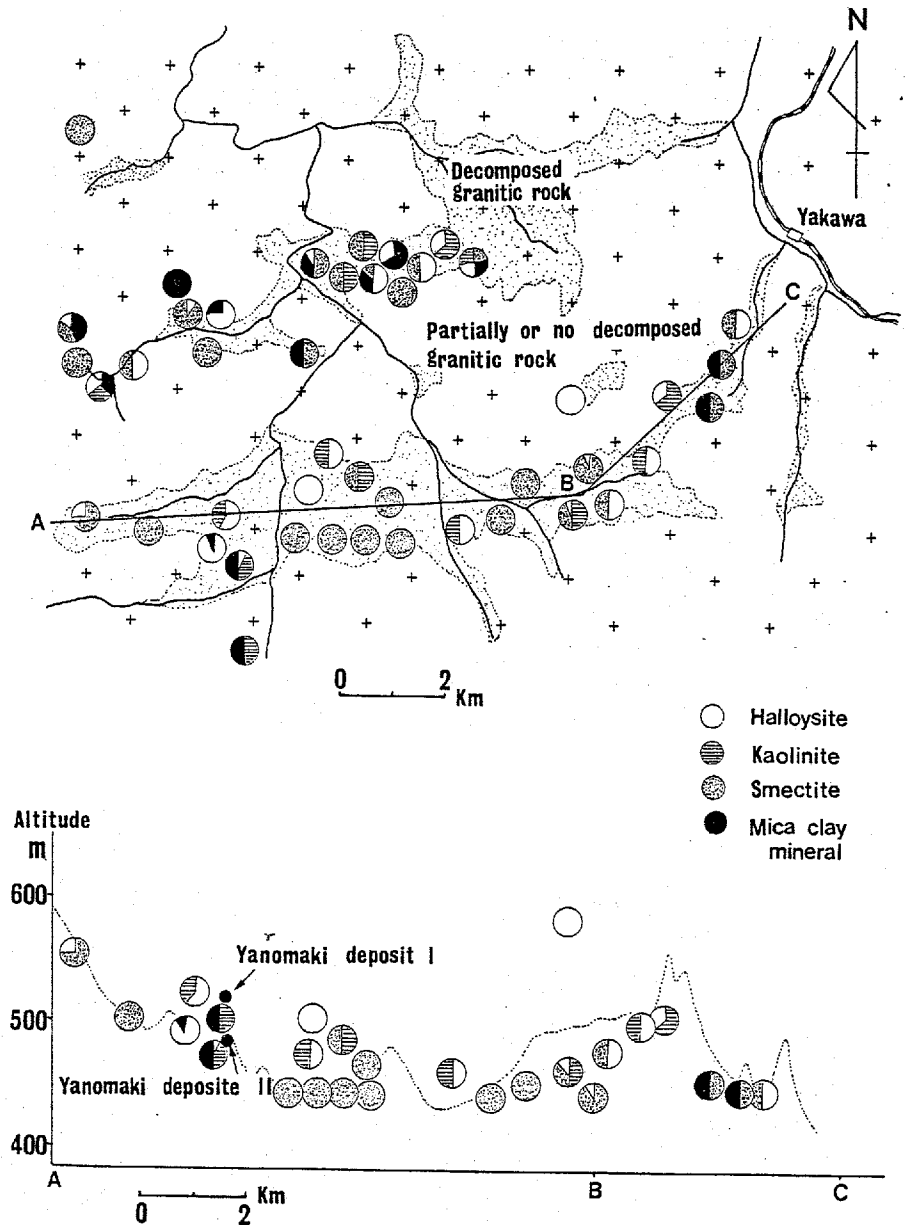 N
Decomposed
granitic rock
Yakawa
C
Partially or no decomposed
granitic rock
B
A
0 2
Km
Halloysite
Kaolinite
Smectite
Mica clay
mineral
Altitude
m
600
Yanomaki deposit I
500
Yanomaki deposite II
400
A B C
0 2
Km